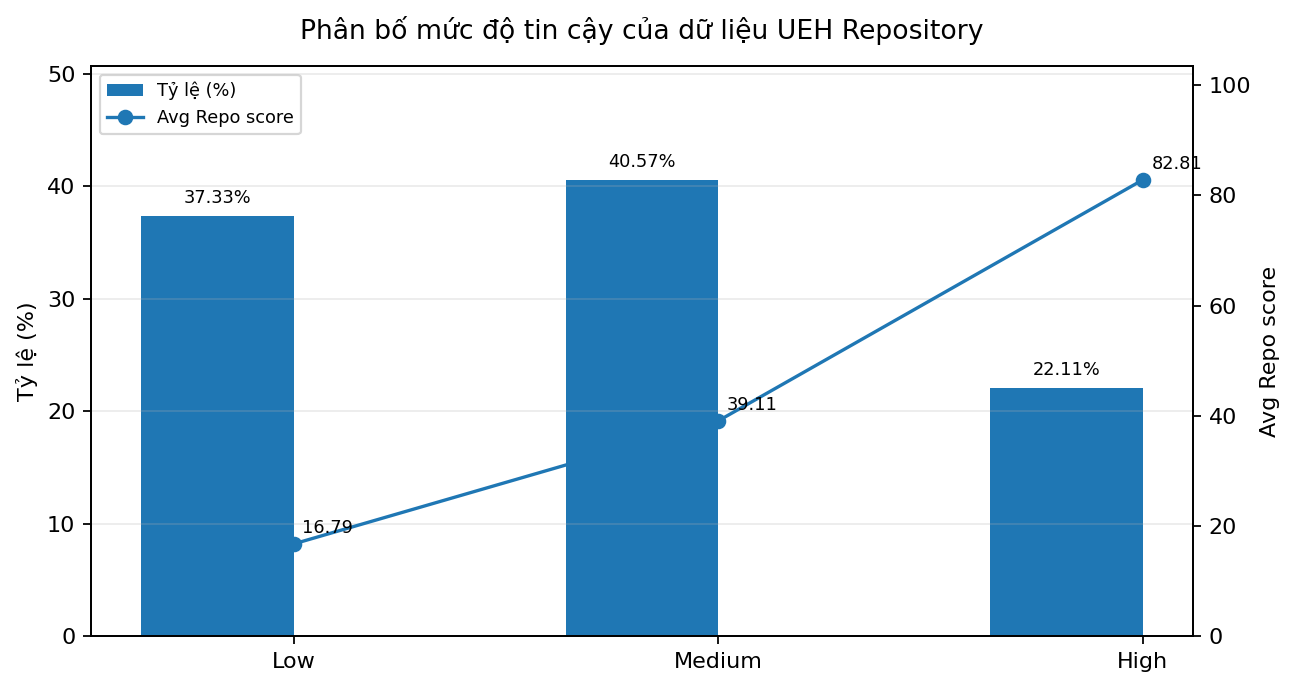 Phân bố mức độ tin cậy của dữ liệu UEH Repository
50
40
30
20
10
0
Tỷ lệ (%)
Tỷ lệ (%)
Avg Repo score
37.33%
40.57%
22.11%
16.79
39.11
82.81
100
80
60
40
20
0
Avg Repo score
Low
Medium
High